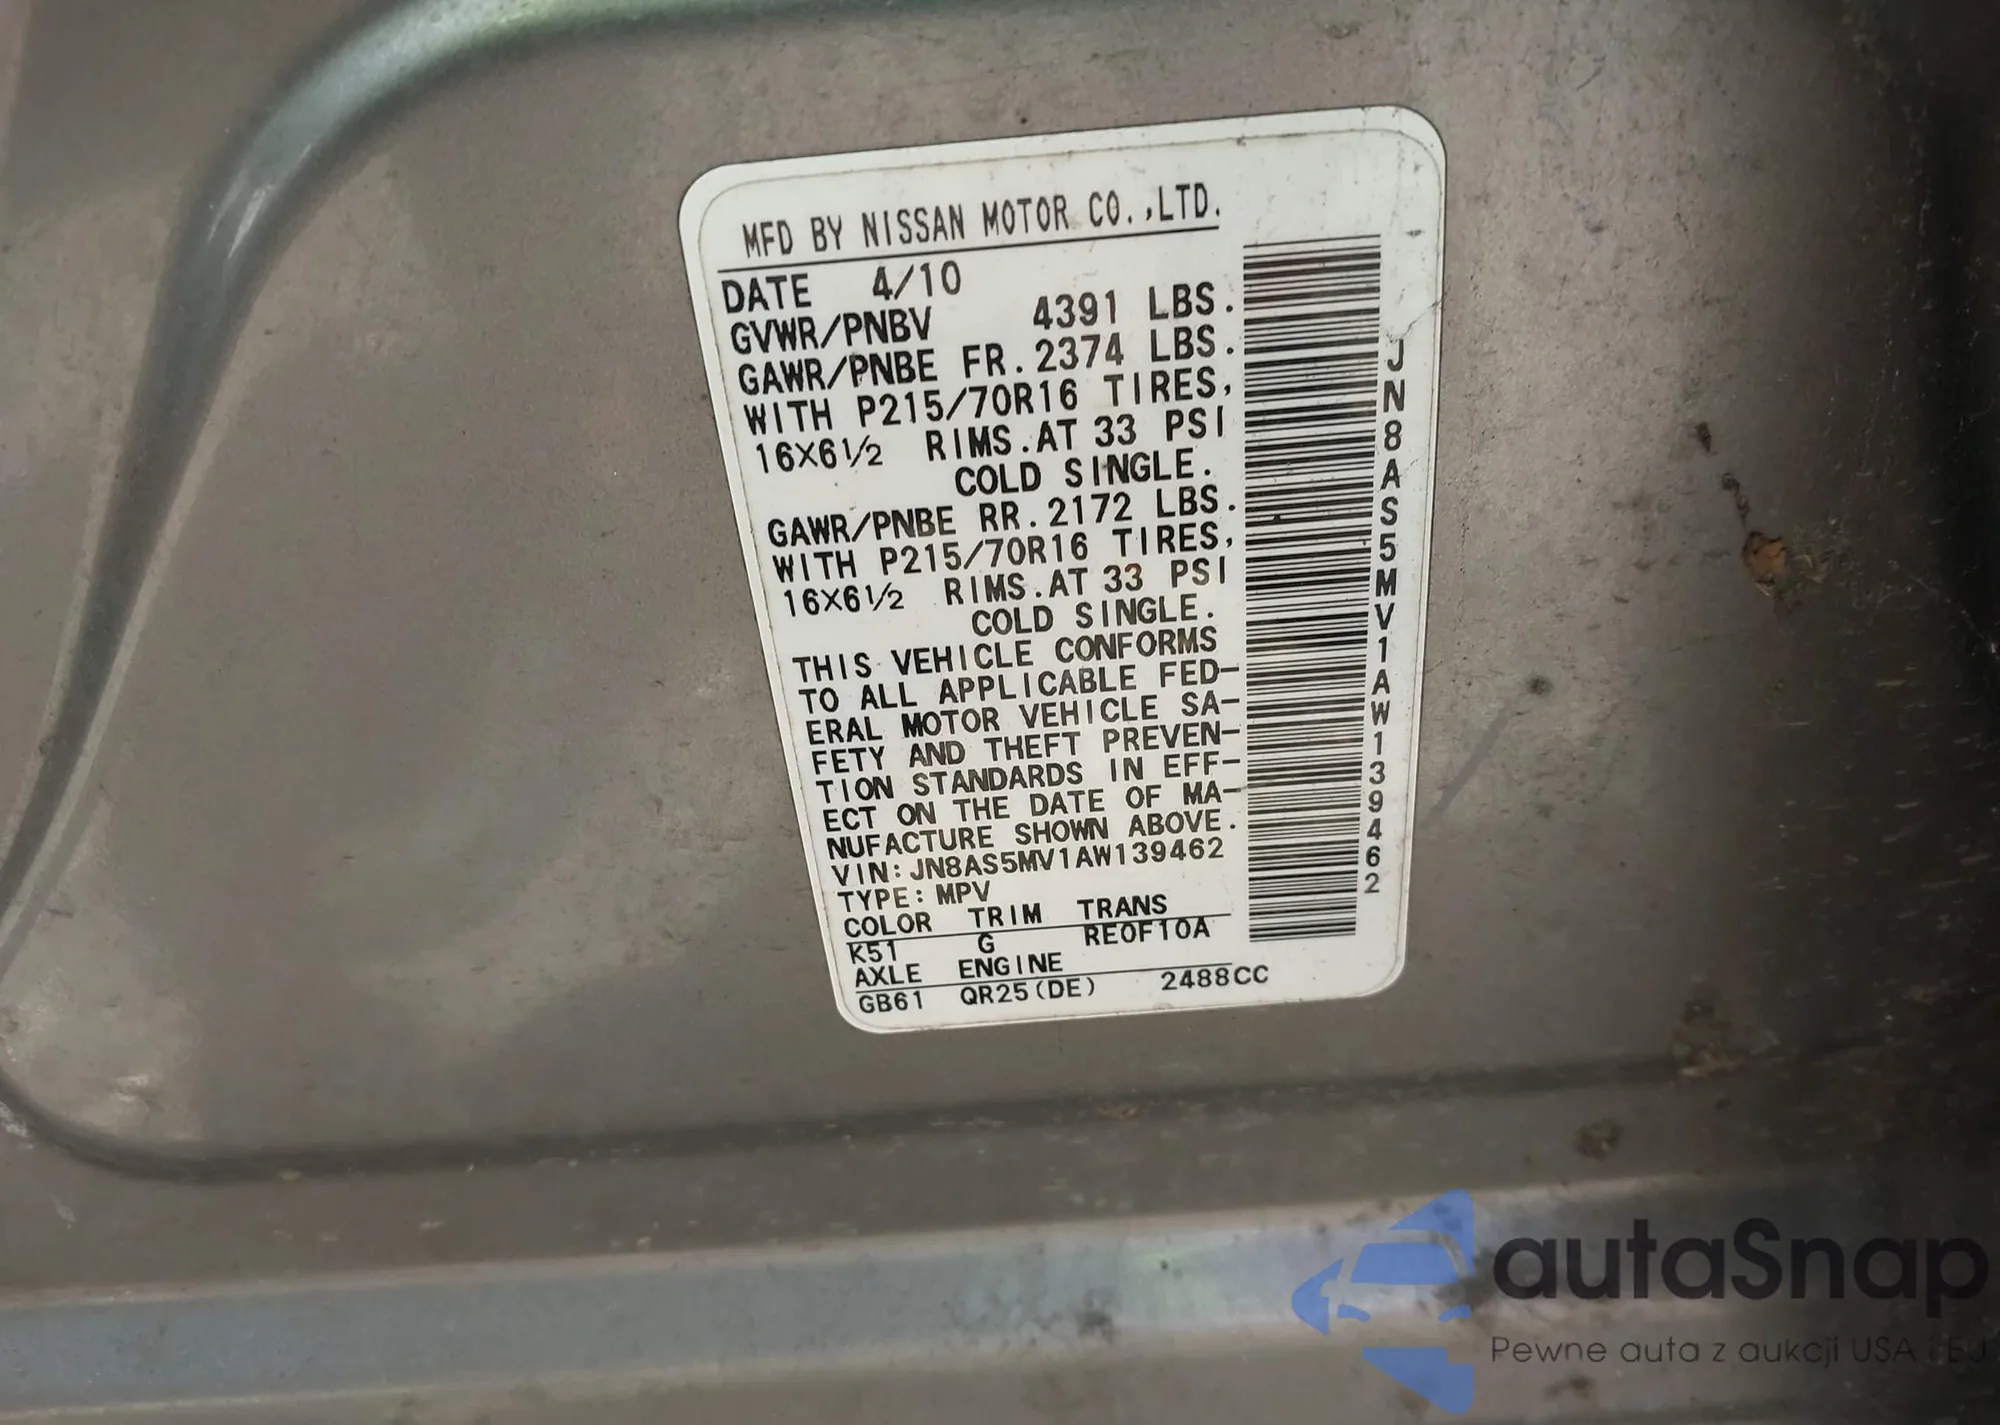 MFD BY NISSAN MOTOR CO.,LTD.
DATE 4/10
GVWR/PNBV 4391 LBS.
GAWR/PNBE FR. 2374 LBS.
WITH P215/70R16 TIRES,
16X6½ RIMS. AT 33 PSI
COLD SINGLE.
GAWR/PNBE RR. 2172 LBS.
WITH P215/70R16 TIRES,
16X6½ RIMS. AT 33 PSI
COLD SINGLE.
THIS VEHICLE CONFORMS
TO ALL APPLICABLE FED-
ERAL MOTOR VEHICLE SA-
FETY AND THEFT PREVEN-
TION STANDARDS IN EFF-
ECT ON THE DATE OF MA-
NUFACTURE SHOWN ABOVE.
VIN: JN8AS5MV1AW139462
TYPE: MPV
COLOR TRIM TRANS
K51 G RE0F10A
AXLE ENGINE
GB61 QR25(DE) 2488CC
JN8AS5MV1AW139462
autaSnap
Pewne auta z aukcji USA i EU